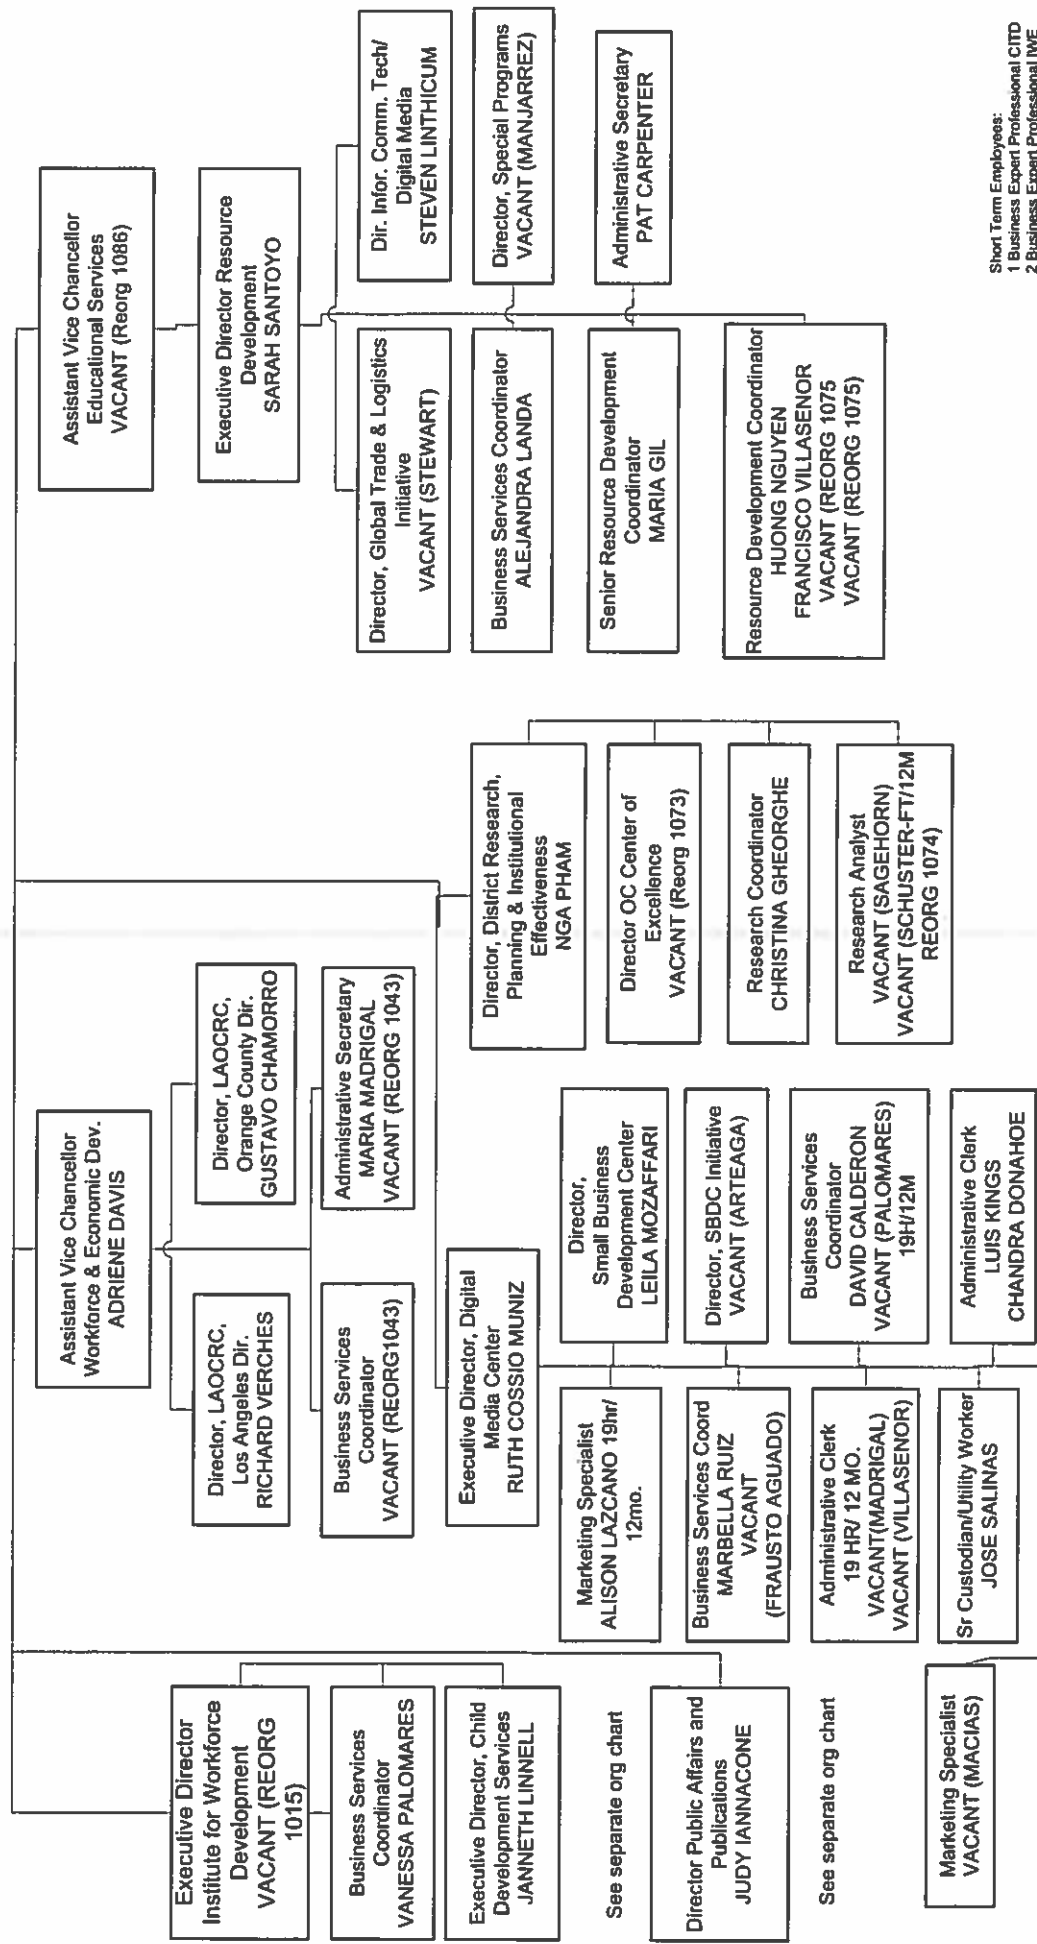 Executive Director
Institute for Workforce
Development
VACANT (REORG
1015)
Business Services
Coordinator
VANESSA PALOMARES
Executive Director, Child
Development Services
JANNETH LINNELL
See separate org chart
Director Public Affairs and
Publications
JUDY IANNACONE
See separate org chart
Marketing Specialist
VACANT (MACIAS)
Assistant Vice Chancellor
Workforce & Economic Dev.
ADRIENE DAVIS
Director, LAOCRC,
Los Angeles Dir.
RICHARD VERCHES
Director, LAOCRC,
Orange County Dir.
GUSTAVO CHAMORRO
Business Services
Coordinator
VACANT (REORG1043)
Administrative Secretary
MARIA MADRIGAL
VACANT (REORG 1043)
Executive Director, Digital
Media Center
RUTH COSSIO MUNIZ
Marketing Specialist
ALISON LAZCANO 19hr/
12mo.
Director,
Small Business
Development Center
LEILA MOZAFFARI
Business Services Coord
MARBELLA RUIZ
VACANT
(FRAUSTO AGUADO)
Director, SBDC Initiative
VACANT (ARTEAGA)
Administrative Clerk
19 HR/ 12 MO.
VACANT(MADRIGAL)
VACANT (VILLASENOR)
Business Services
Coordinator
DAVID CALDERON
VACANT (PALOMARES)
19H/12M
Sr Custodian/Utility Worker
JOSE SALINAS
Administrative Clerk
LUIS KINGS
CHANDRA DONAHOE
Director, District Research,
Planning & Institutional
Effectiveness
NGA PHAM
Director OC Center of
Excellence
VACANT (Reorg 1073)
Research Coordinator
CHRISTINA GHEORGHE
Research Analyst
VACANT (SAGEHORN)
VACANT (SCHUSTER-FT/12M
REORG 1074)
Assistant Vice Chancellor
Educational Services
VACANT (Reorg 1086)
Executive Director Resource
Development
SARAH SANTOYO
Director, Global Trade & Logistics
Initiative
VACANT (STEWART)
Dir. Infor. Comm. Tech/
Digital Media
STEVEN LINTHICUM
Business Services Coordinator
ALEJANDRA LANDA
Director, Special Programs
VACANT (MANJARREZ)
Senior Resource Development
Coordinator
MARIA GIL
Administrative Secretary
PAT CARPENTER
Resource Development Coordinator
HUONG NGUYEN
FRANCISCO VILLASENOR
VACANT (REORG 1075
VACANT (REORG 1075)
Short Term Employees:
1 Business Expert Professional CITD
2 Business Expert Professional IWE